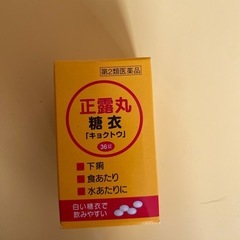 第2類医薬品
正露丸
糖衣
「キョクトウ」
36錠
下痢
食あたり
水あたりに
白い糖衣で
飲みやすい